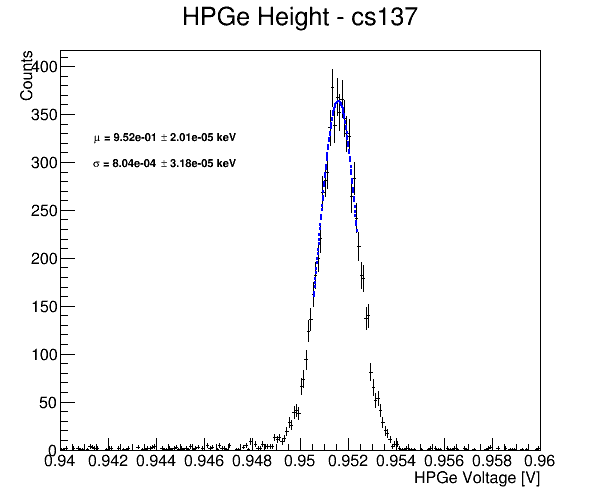 HPGe Height - cs137
Counts
400
350
300
250
200
150
100
50
0
μ = 9.52e-01 ± 2.01e-05 keV
σ = 8.04e-04 ± 3.18e-05 keV
0.94 0.942 0.944 0.946 0.948 0.95 0.952 0.954 0.956 0.958 0.96
HPGe Voltage [V]